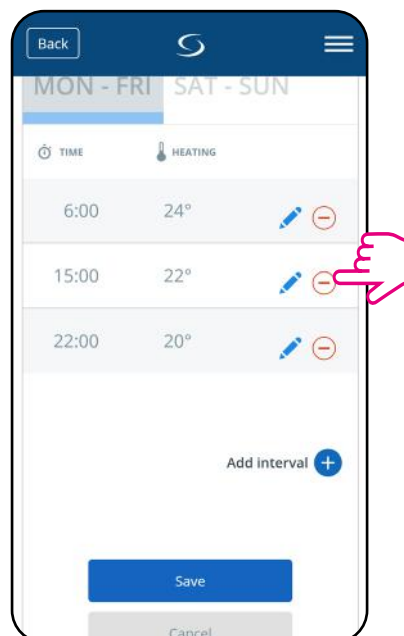 Back
MON - FRI SAT - SUN
TIME HEATING
6:00 24°
15:00 22°
22:00 20°
Add interval
Save
Cancel